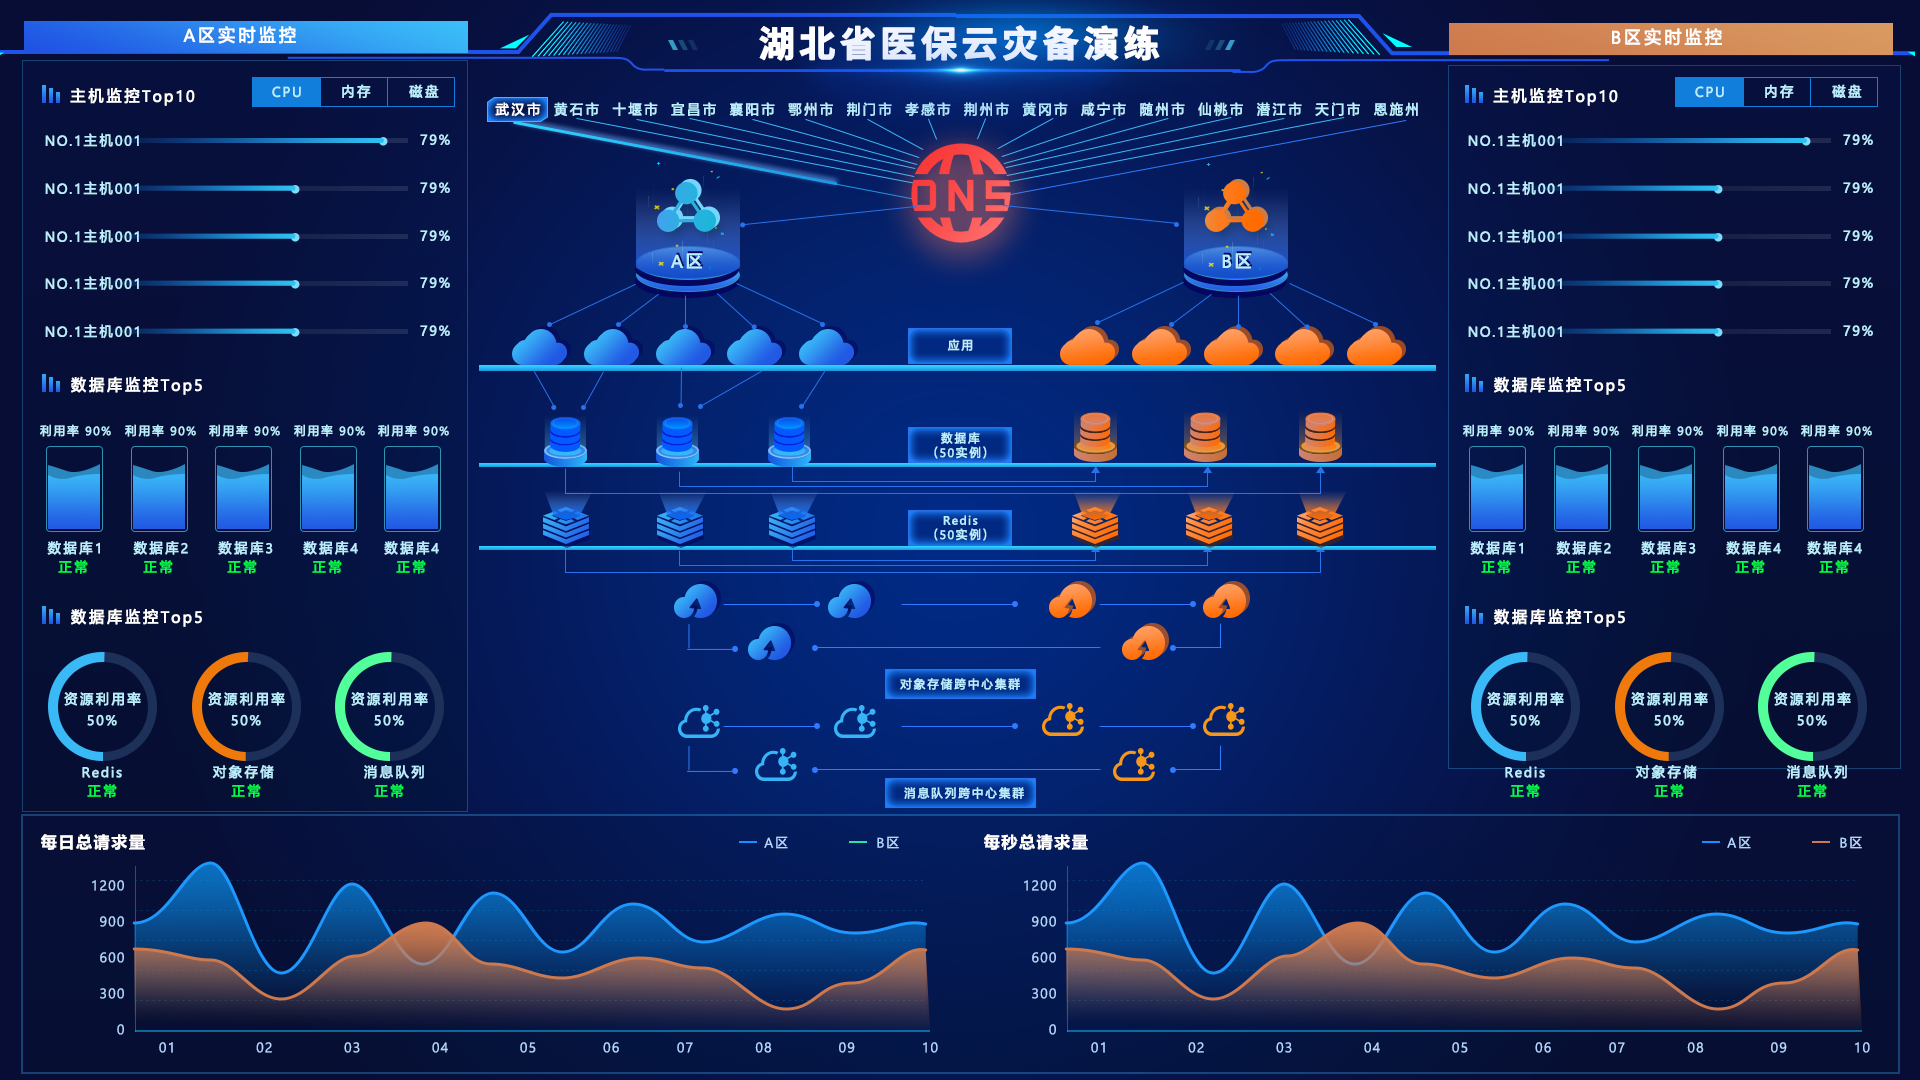 湖北省医保云灾备演练
A区实时监控
B区实时监控
主机监控Top10
CPU 内存 磁盘
NO.1主机001 79%
NO.1主机001 79%
NO.1主机001 79%
NO.1主机001 79%
NO.1主机001 79%
数据库监控Top5
利用率 90% 利用率 90% 利用率 90% 利用率 90% 利用率 90%
数据库1 数据库2 数据库3 数据库4 数据库4
正常 正常 正常 正常 正常
数据库监控Top5
资源利用率 资源利用率 资源利用率
50% 50% 50%
Redis 对象存储 消息队列
正常 正常 正常
武汉市 黄石市 十堰市 宜昌市 襄阳市 鄂州市 荆门市 孝感市 荆州市 黄冈市 咸宁市 随州市 仙桃市 潜江市 天门市 恩施州
DNS
A区 B区
应用
数据库
(50实例)
Redis
(50实例)
对象存储跨中心集群
消息队列跨中心集群
主机监控Top10
CPU 内存 磁盘
NO.1主机001 79%
NO.1主机001 79%
NO.1主机001 79%
NO.1主机001 79%
NO.1主机001 79%
数据库监控Top5
利用率 90% 利用率 90% 利用率 90% 利用率 90% 利用率 90%
数据库1 数据库2 数据库3 数据库4 数据库4
正常 正常 正常 正常 正常
数据库监控Top5
资源利用率 资源利用率 资源利用率
50% 50% 50%
Redis 对象存储 消息队列
正常 正常 正常
每日总请求量 A区 B区
1200
900
600
300
0
01 02 03 04 05 06 07 08 09 10
每秒总请求量 A区 B区
1200
900
600
300
0
01 02 03 04 05 06 07 08 09 10